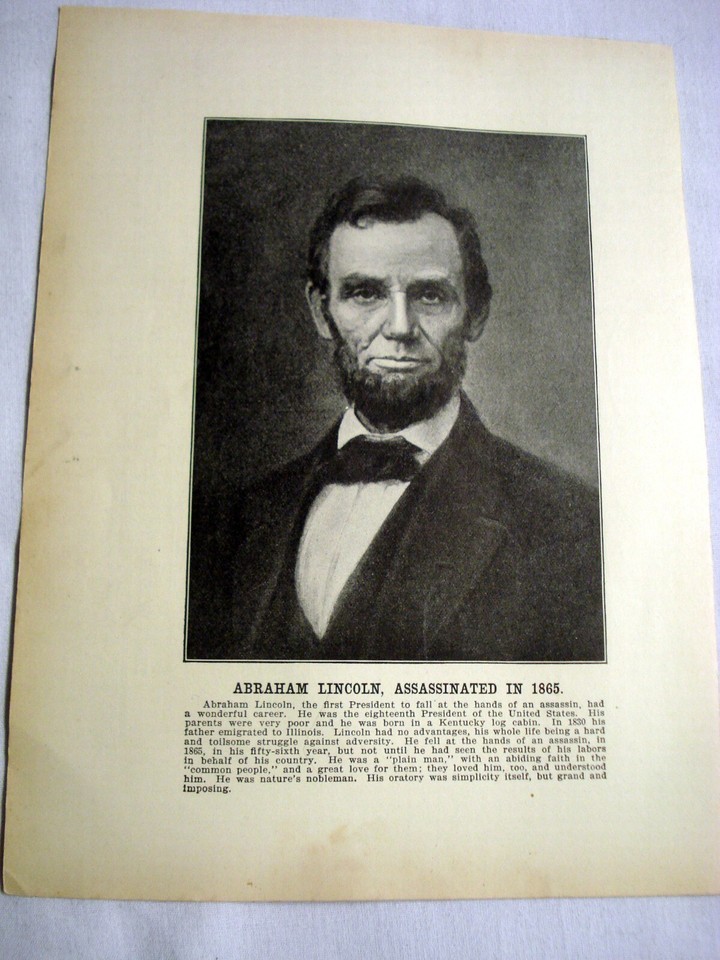 ABRAHAM LINCOLN, ASSASSINATED IN 1865.
Abraham Lincoln, the first President to fall at the hands of an assassin, had
a wonderful career. He was the eighteenth President of the United States. His
parents were very poor and he was born in a Kentucky log cabin. In 1830 his
father emigrated to Illinois. Lincoln had no advantages, his whole life being a hard
and toilsome struggle against adversity. He fell at the hands of an assassin, in
1865, in his fifty-sixth year, but not until he had seen the results of his labors
in behalf of his country. He was a "plain man," with an abiding faith in the
"common people," and a great love for them; they loved him, too, and understood
him. He was nature's nobleman. His oratory was simplicity itself, but grand and
imposing.